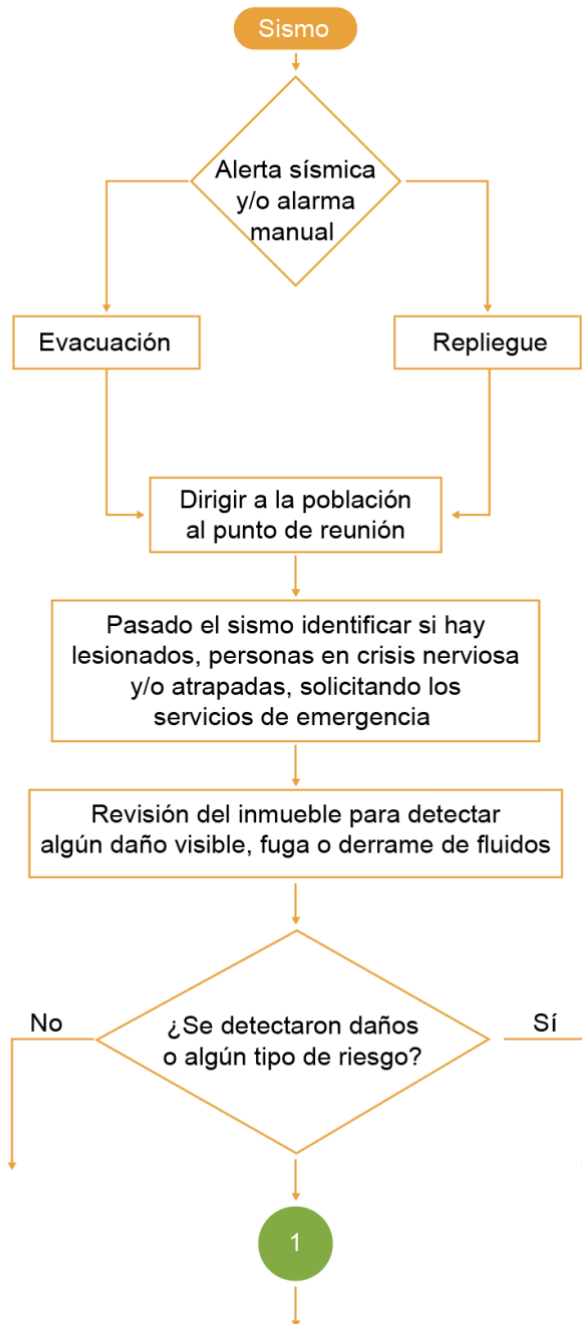 Sismo
Alerta sísmica
y/o alarma
manual
Evacuación
Repliegue
Dirigir a la población
al punto de reunión
Pasado el sismo identificar si hay
lesionados, personas en crisis nerviosa
y/o atrapadas, solicitando los
servicios de emergencia
Revisión del inmueble para detectar
algún daño visible, fuga o derrame de fluidos
No
¿Se detectaron daños
o algún tipo de riesgo?
Sí
1